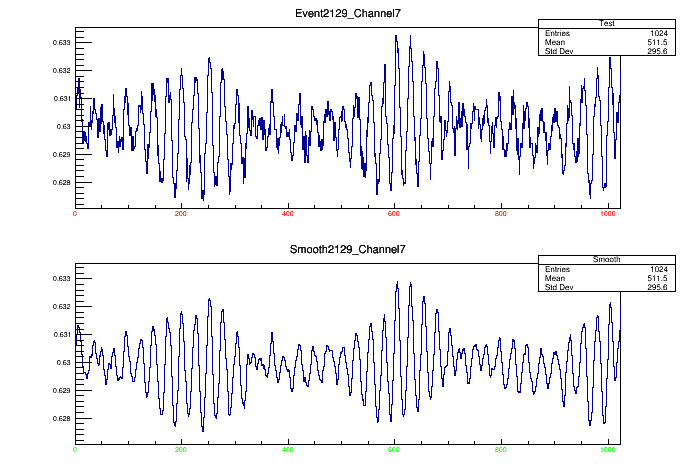 Event2129_Channel7
Test
Entries 1024
Mean 511.5
Std Dev 295.6
0.633
0.632
0.631
0.63
0.629
0.628
0 200 400 600 800 1000
Smooth2129_Channel7
Smooth
Entries 1024
Mean 511.5
Std Dev 295.6
0.633
0.632
0.631
0.63
0.629
0.628
0 200 400 600 800 1000